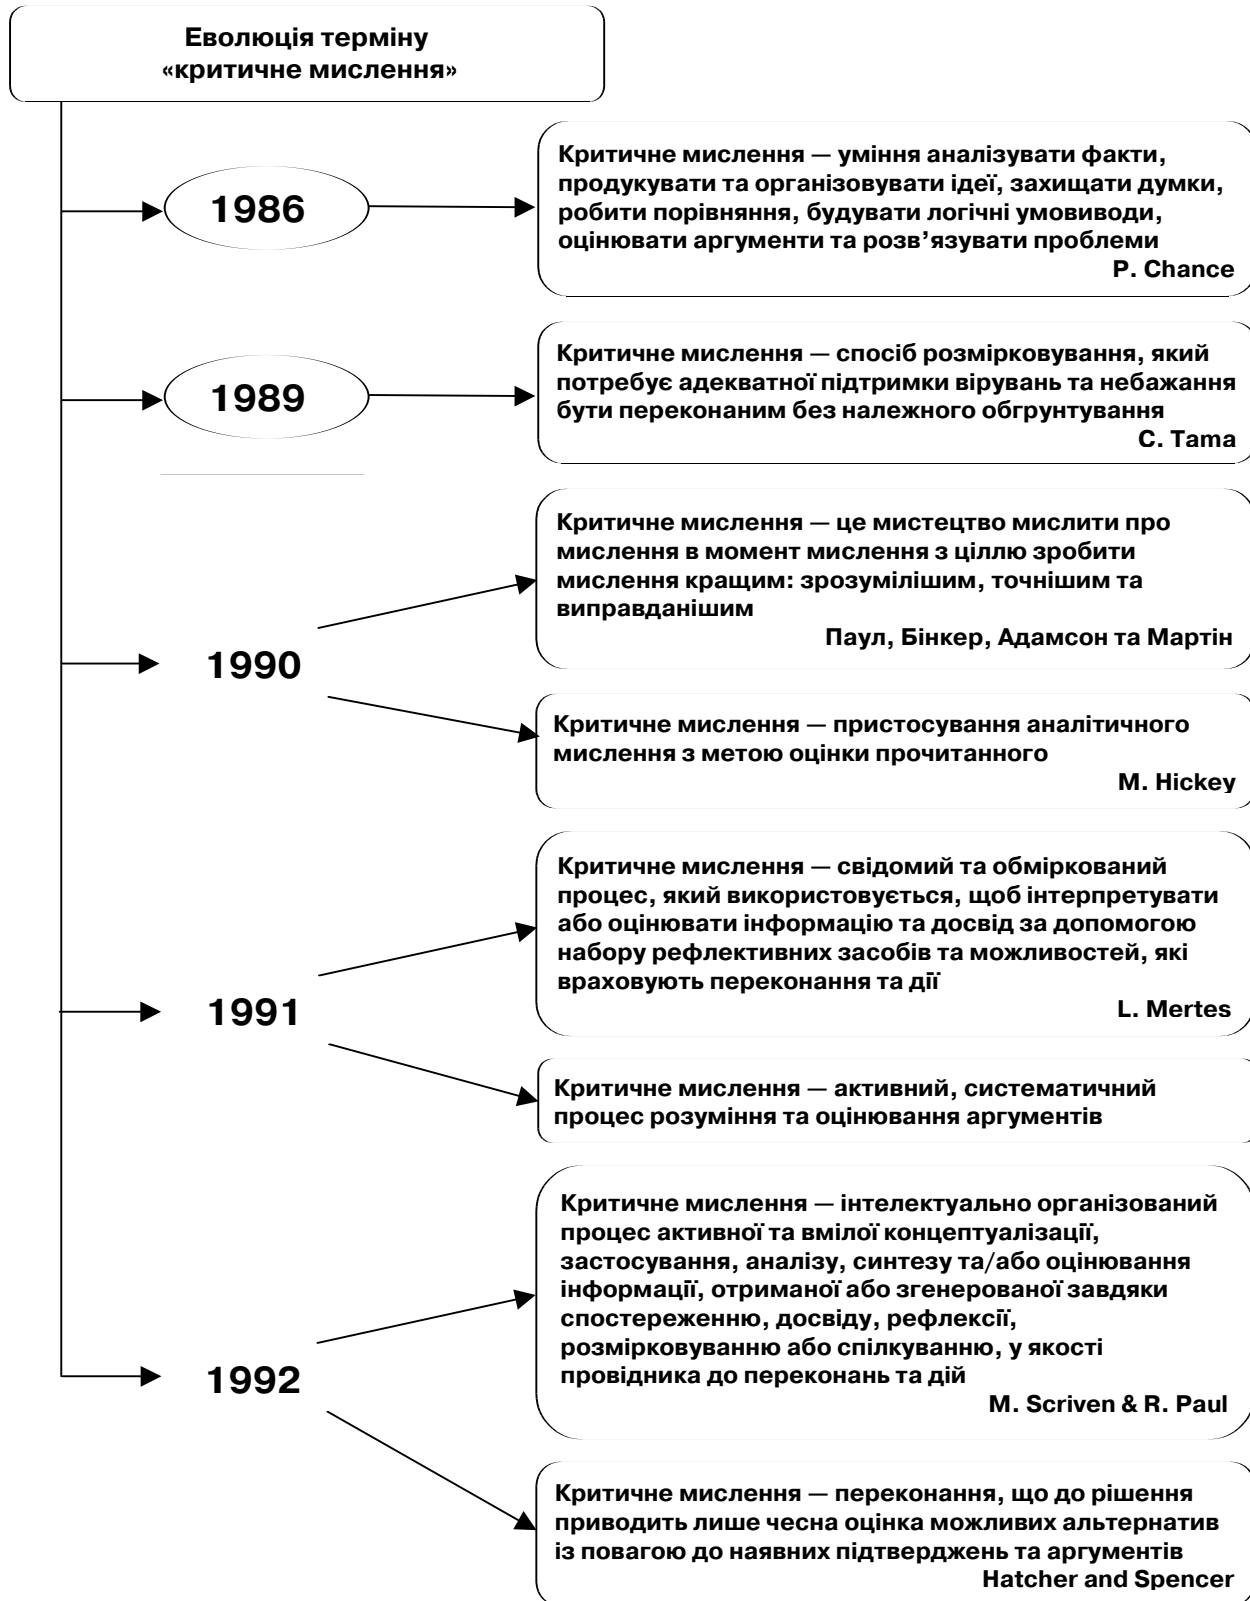 Еволюція терміну
«критичне мислення»
1986
Критичне мислення — уміння аналізувати факти,
продукувати та організовувати ідеї, захищати думки,
робити порівняння, будувати логічні умовиводи,
оцінювати аргументи та розв’язувати проблеми
P. Chance
1989
Критичне мислення — спосіб розмірковування, який
потребує адекватної підтримки вірувань та небажання
бути переконаним без належного обгрунтування
C. Tama
1990
Критичне мислення — це мистецтво мислити про
мислення в момент мислення з ціллю зробити
мислення кращим: зрозумілішим, точнішим та
виправданішим
Паул, Бінкер, Адамсон та Мартін
Критичне мислення — пристосування аналітичного
мислення з метою оцінки прочитанного
M. Hickey
1991
Критичне мислення — свідомий та обміркований
процес, який використовується, щоб інтерпретувати
або оцінювати інформацію та досвід за допомогою
набору рефлективних засобів та можливостей, які
враховують переконання та дії
L. Mertes
Критичне мислення — активний, систематичний
процес розуміння та оцінювання аргументів
1992
Критичне мислення — інтелектуально організований
процес активної та вмілої концептуалізації,
застосування, аналізу, синтезу та/або оцінювання
інформації, отриманої або згенерованої завдяки
спостереженню, досвіду, рефлексії,
розмірковуванню або спілкуванню, у якості
провідника до переконань та дій
M. Scriven & R. Paul
Критичне мислення — переконання, що до рішення
приводить лише чесна оцінка можливих альтернатив
із повагою до наявних підтверджень та аргументів
Hatcher and Spencer